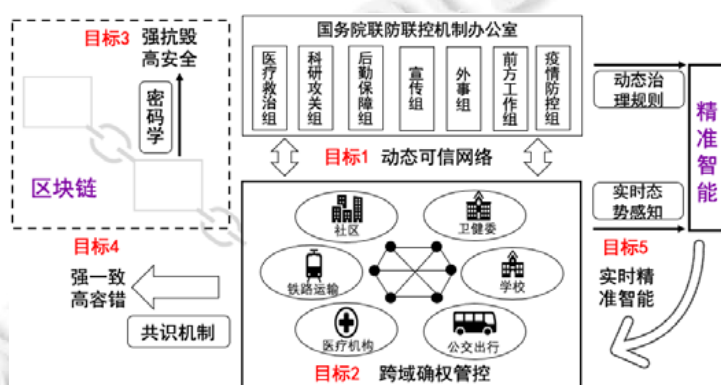 国务院联防联控机制办公室
医疗救治组
科研攻关组
后勤保障组
宣传组
外事组
前方工作组
疫情防控组
目标3 强抗毁
高安全
密码学
区块链
目标1 动态可信网络
动态治
理规则
精准智能
实时态
势感知
社区
卫健委
铁路运输
学校
医疗机构
公交出行
目标2 跨域确权管控
目标4
强一致
高容错
共识机制
目标5
实时精
准智能